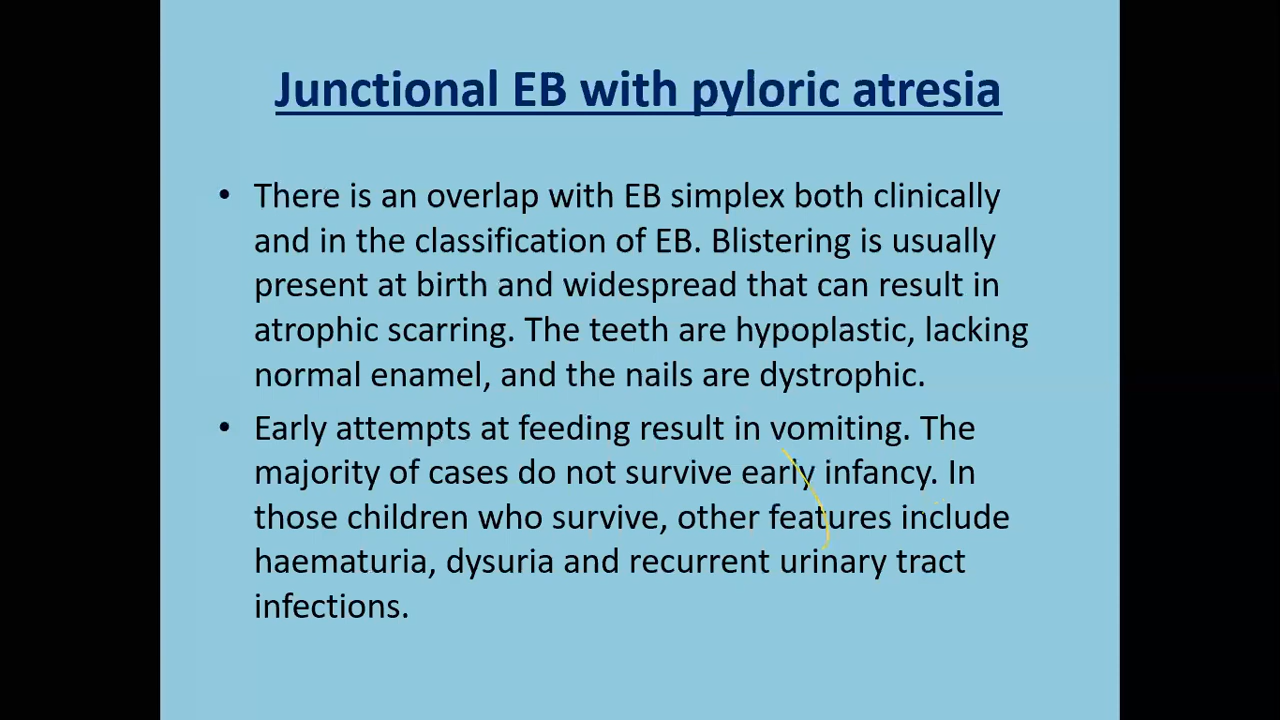 Junctional EB with pyloric atresia
• There is an overlap with EB simplex both clinically
and in the classification of EB. Blistering is usually
present at birth and widespread that can result in
atrophic scarring. The teeth are hypoplastic, lacking
normal enamel, and the nails are dystrophic.
• Early attempts at feeding result in vomiting. The
majority of cases do not survive early infancy. In
those children who survive, other features include
haematuria, dysuria and recurrent urinary tract
infections.